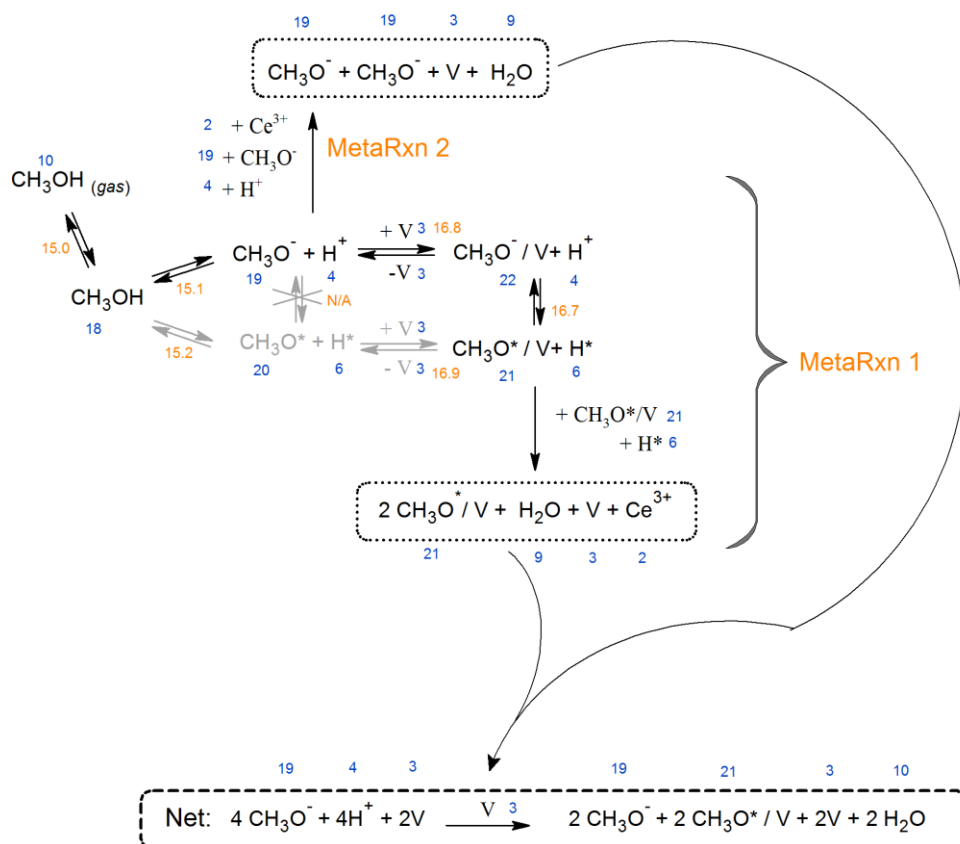 19 19 3 9
CH₃O⁻ + CH₃O⁻ + V + H₂O
2 + Ce³⁺
19 + CH₃O⁻
4 + H⁺
MetaRxn 2
10
CH₃OH (gas)
15.0
CH₃OH
18
15.1
15.2
CH₃O⁻ + H⁺
19 4
+ V 3 16.8
-V 3
CH₃O⁻ / V+ H⁺
22 4
N/A
16.7
CH₃O* + H*
20 6
+ V 3
- V 3 16.9
CH₃O* / V+ H*
21 6
MetaRxn 1
+ CH₃O*/V 21
+ H* 6
2 CH₃O* / V + H₂O + V + Ce³⁺
21 9 3 2
19 4 3 19 21 3 10
Net: 4 CH₃O⁻ + 4H⁺ + 2V V 3 2 CH₃O⁻ + 2 CH₃O* / V + 2V + 2 H₂O